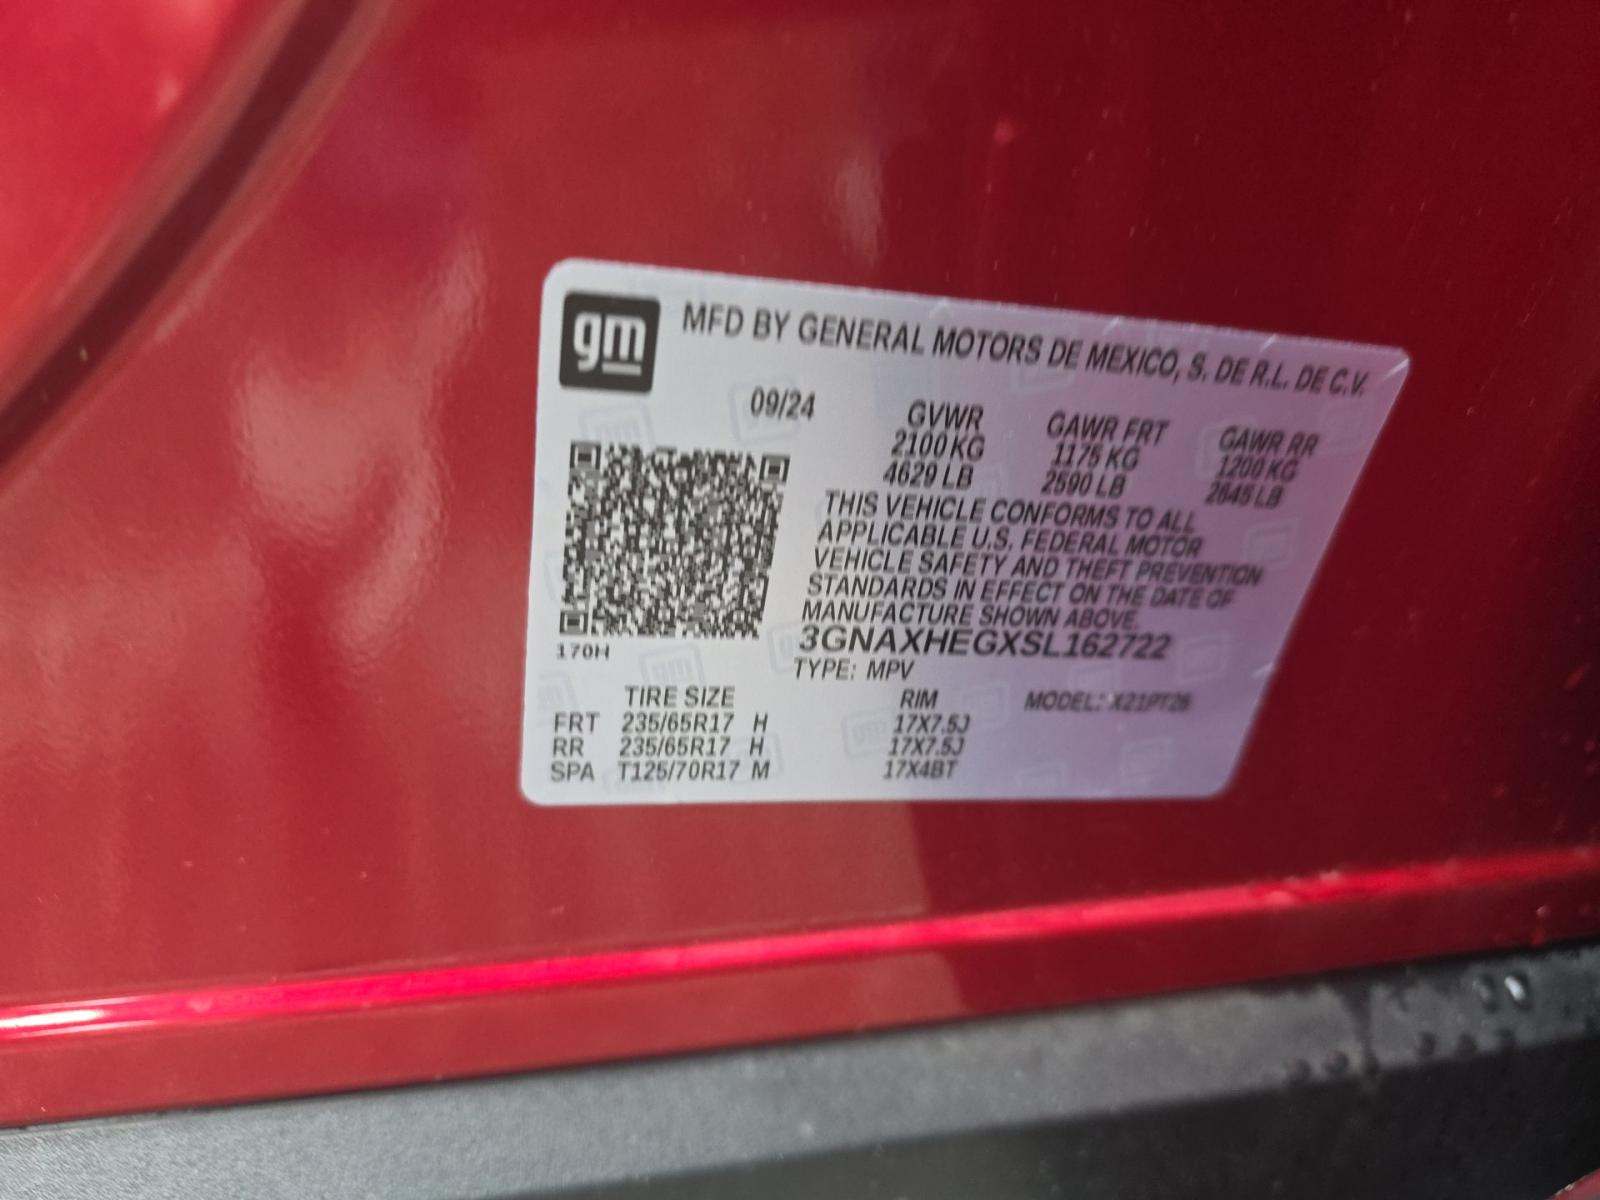 gm
MFD BY GENERAL MOTORS DE MEXICO, S. DE R.L. DE C.V.
09/24
GVWR GAWR FRT GAWR RR
2100 KG 1175 KG 1200 KG
4629 LB 2590 LB 2645 LB
THIS VEHICLE CONFORMS TO ALL
APPLICABLE U.S. FEDERAL MOTOR
VEHICLE SAFETY AND THEFT PREVENTION
STANDARDS IN EFFECT ON THE DATE OF
MANUFACTURE SHOWN ABOVE.
3GNAXHEGXSL162722
170H
TYPE: MPV
TIRE SIZE RIM MODEL: X21PT26
FRT 235/65R17 H 17X7.5J
RR 235/65R17 H 17X7.5J
SPA T125/70R17 M 17X4BT